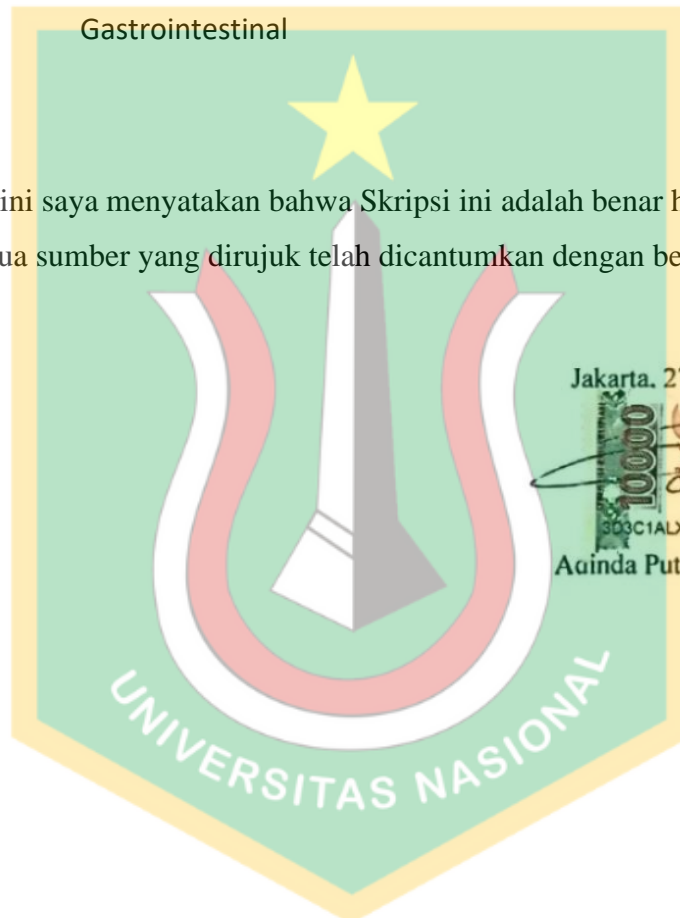 Gastrointestinal
ini saya menyatakan bahwa Skripsi ini adalah benar h
ua sumber yang dirujuk telah dicantumkan dengan be
Jakarta, 2
10000
3D3C1ALX
Put
UNIVERSITAS NASIONAL